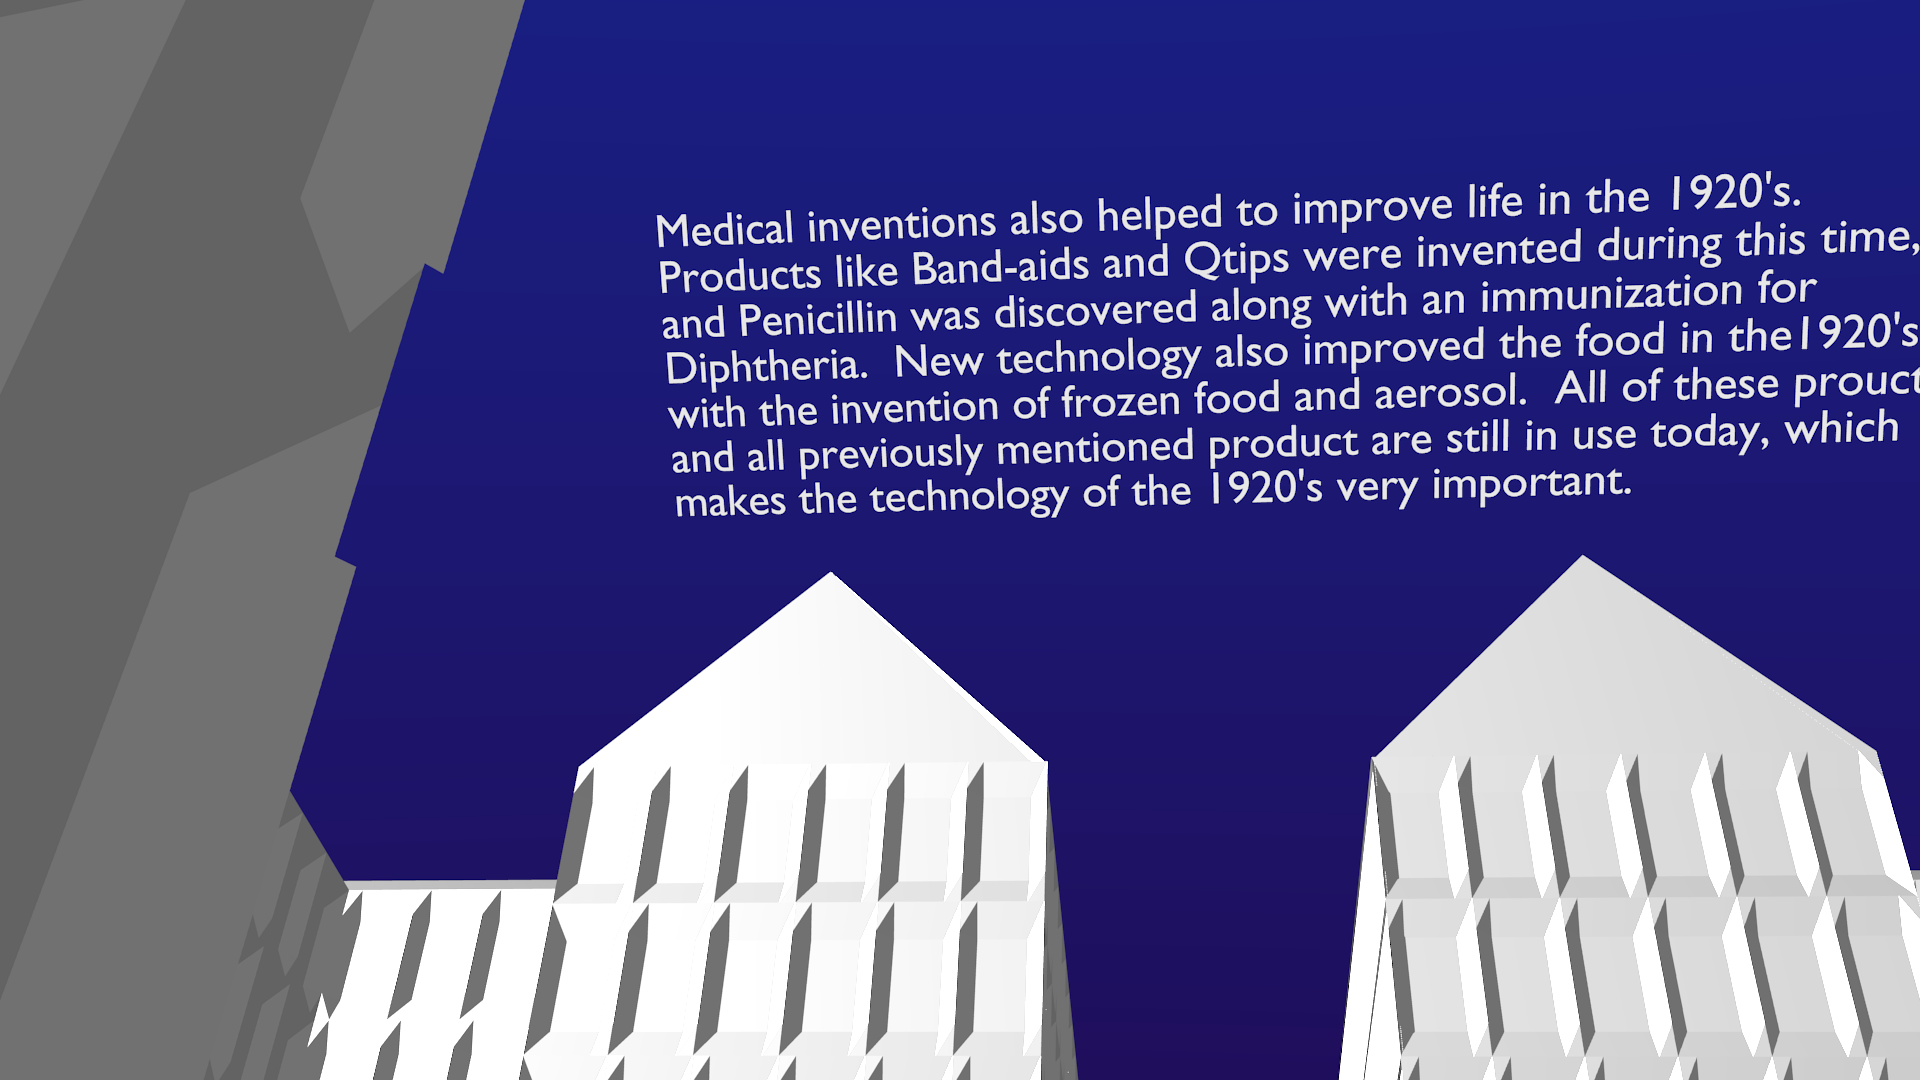 Medical inventions also helped to improve life in the 1920's.
Products like Band-aids and Qtips were invented during this time,
and Penicillin was discovered along with an immunization for
Diphtheria.  New technology also improved the food in the1920's
with the invention of frozen food and aerosol.  All of these prouct
and all previously mentioned product are still in use today, which
makes the technology of the 1920's very important.